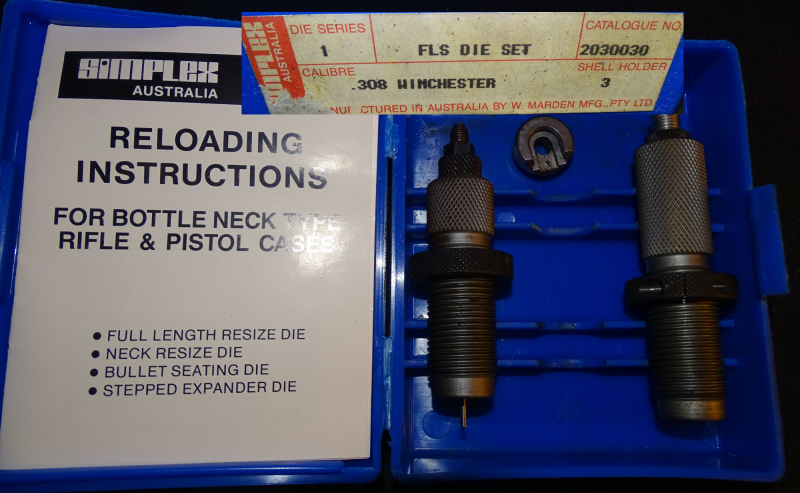 SIMPLEX
AUSTRALIA
RELOADING
INSTRUCTIONS
FOR BOTTLE NECK TYPE
RIFLE & PISTOL CASES
● FULL LENGTH RESIZE DIE
● NECK RESIZE DIE
● BULLET SEATING DIE
● STEPPED EXPANDER DIE
AUSTRALIA
DIE SERIES
1
FLS DIE SET
CATALOGUE NO
2030030
CALIBRE
.308 WINCHESTER
SHELL HOLDER
3
CTURED IN AUSTRALIA BY W. MARDEN MFG., PTY LTD.